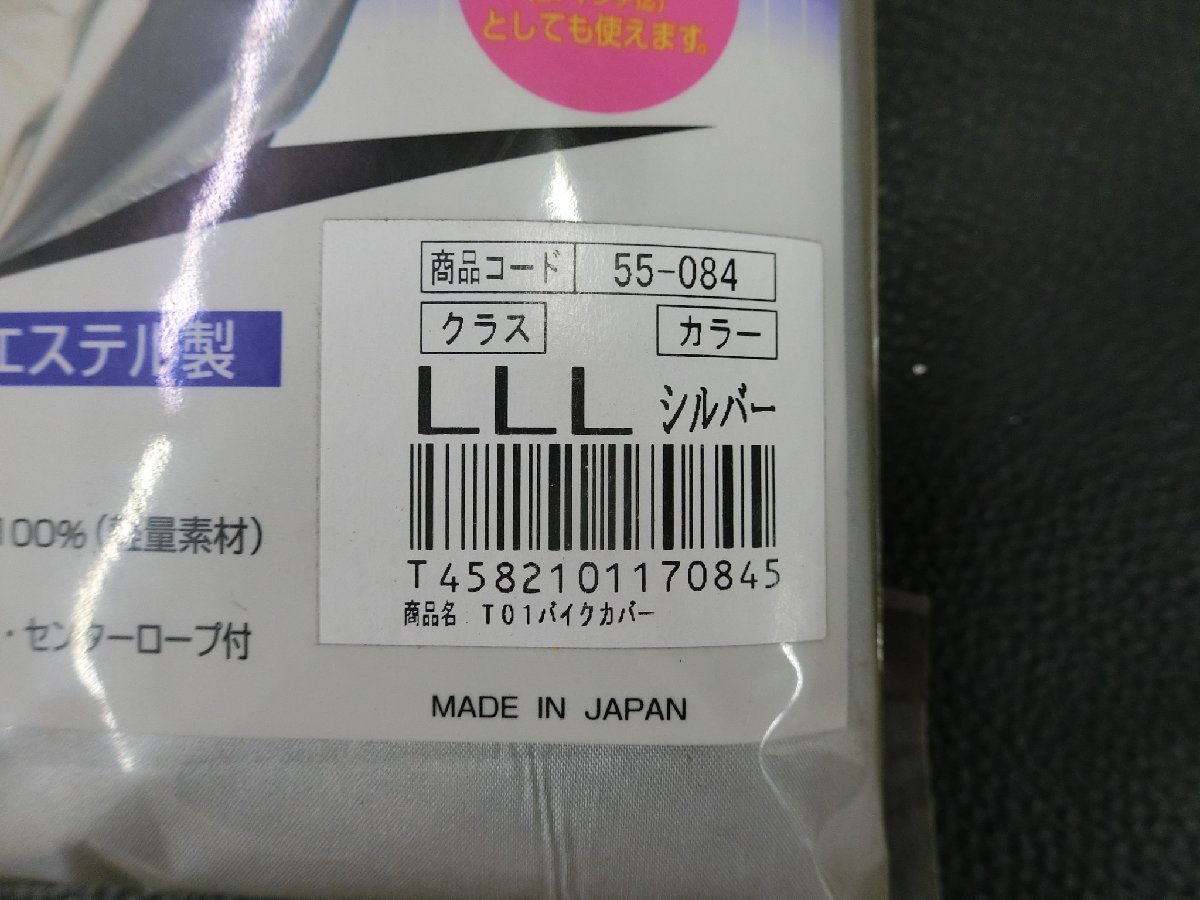 としても使えます。
商品コード 55-084
クラス カラー
LLL シルバー
エステル製
100%(軽量素材)
T4582101170845
商品名 T01バイクカバー
・センターロープ付
MADE IN JAPAN